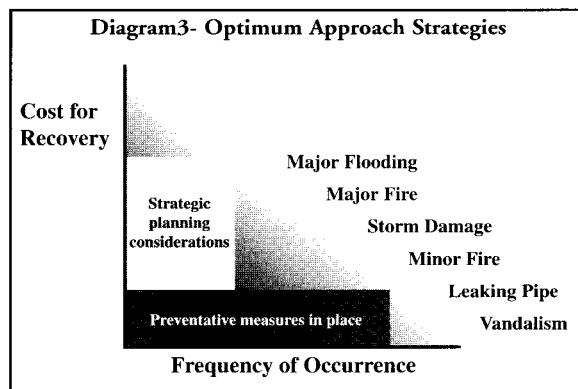 Diagram3- Optimum Approach Strategies
Cost for
Recovery
Major Flooding
Major Fire
Storm Damage
Minor Fire
Leaking Pipe
Vandalism
Strategic
planning
considerations
Preventative measures in place
Frequency of Occurrence